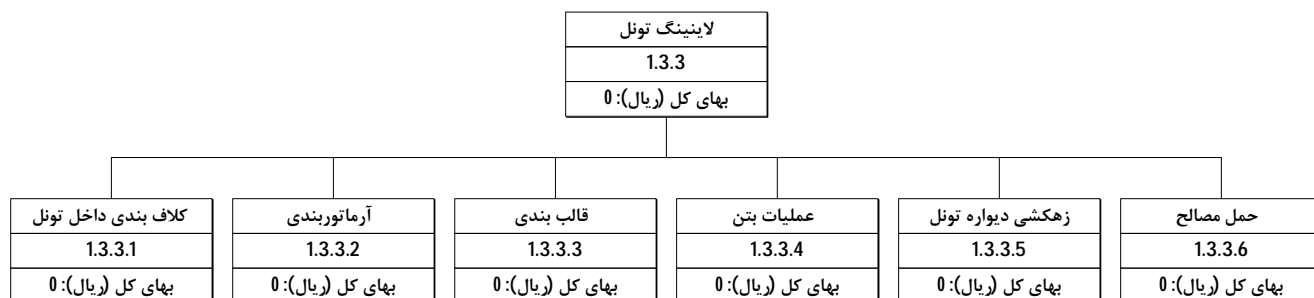 لاینینگ تونل
1.3.3
بهای کل (ریال): 0
کلاف بندی داخل تونل
1.3.3.1
بهای کل (ریال): 0
آرماتوربندی
1.3.3.2
بهای کل (ریال): 0
قالب بندی
1.3.3.3
بهای کل (ریال): 0
عملیات بتن
1.3.3.4
بهای کل (ریال): 0
زهکشی دیواره تونل
1.3.3.5
بهای کل (ریال): 0
حمل مصالح
1.3.3.6
بهای کل (ریال): 0